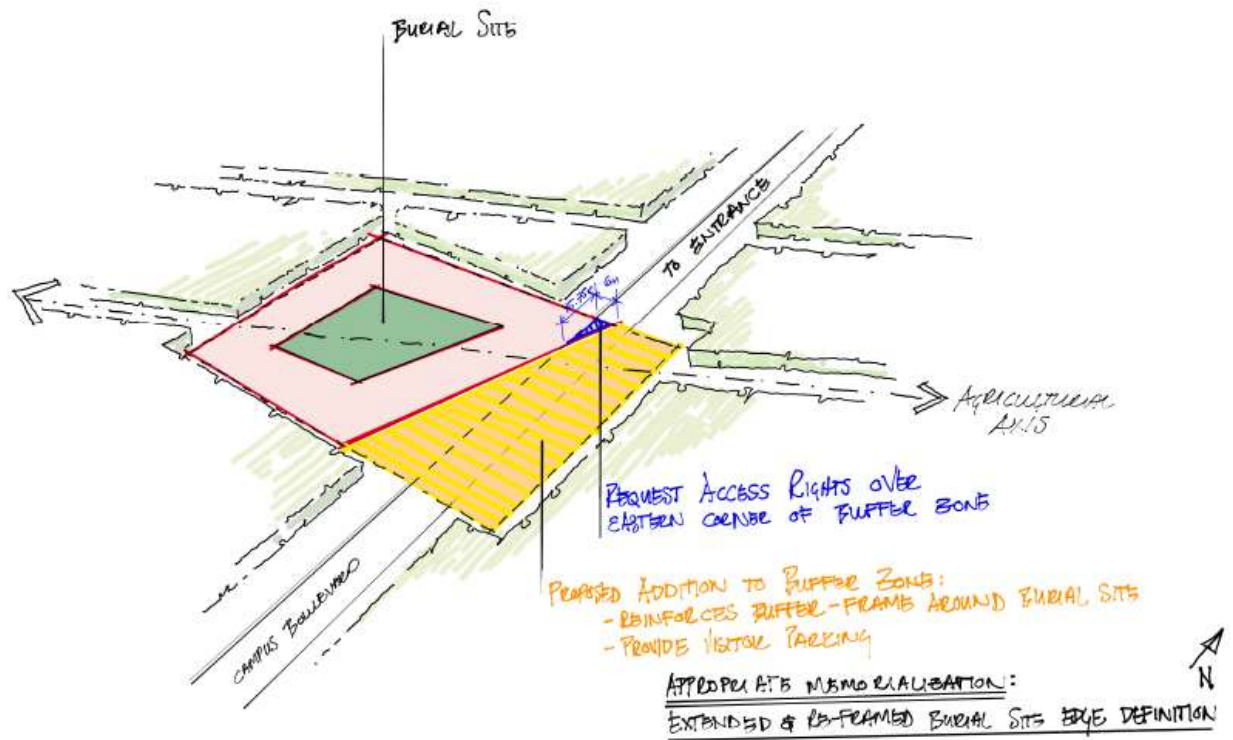 BURIAL SITE
TO ENTRANCE
6m
AGRICULTURAL
AXIS
REQUEST ACCESS RIGHTS OVER
EASTERN CORNER OF BUFFER ZONE
PROPOSED ADDITION TO BUFFER ZONE:
- REINFORCES BUFFER-FRAME AROUND BURIAL SITE
- PROVIDE VISITOR PARKING
CAMPUS BOULEVARD
N
APPROPRIATE MEMORIALISATION:
EXTENDED & RE-FRAMED BURIAL SITE EDGE DEFINITION